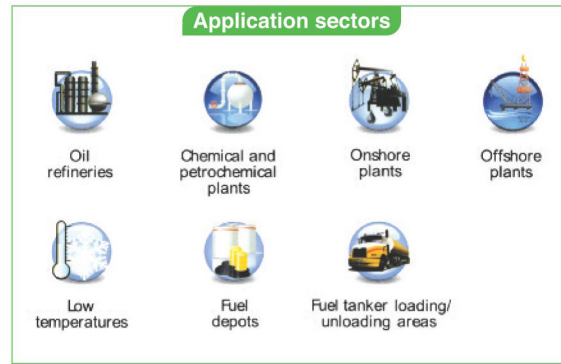 Application sectors
Oil
refineries
Chemical and
petrochemical
plants
Onshore
plants
Offshore
plants
Low
temperatures
Fuel
depots
Fuel tanker loading/
unloading areas